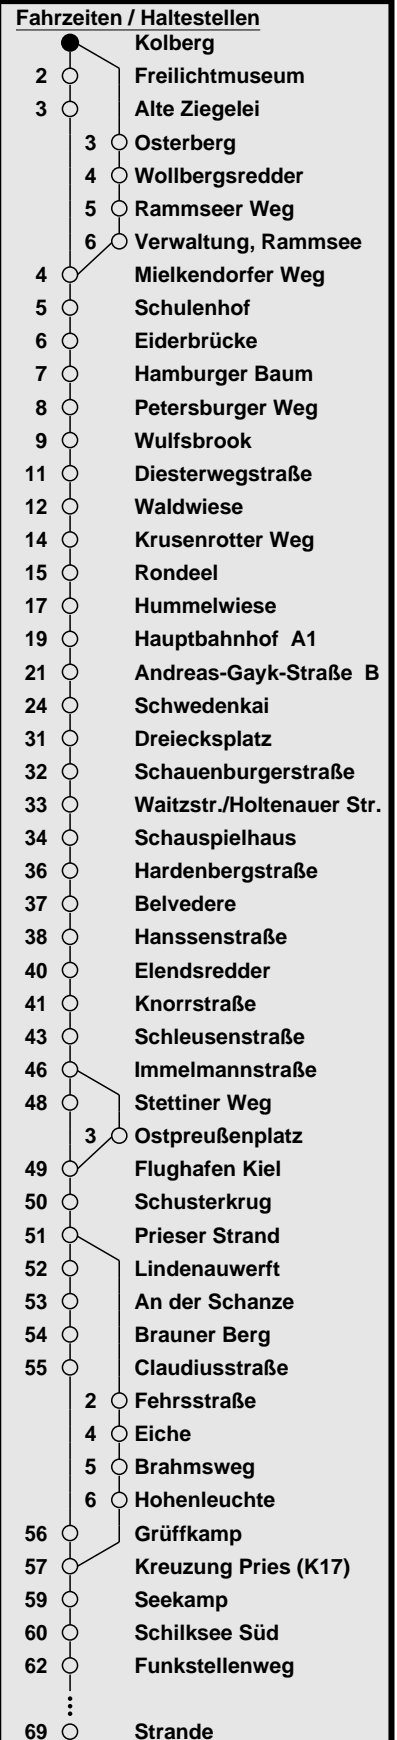 Fahrzeiten / Haltestellen
Kolberg
2 Freilichtmuseum
3 Alte Ziegelei
3 Osterberg
4 Wollbergsredder
5 Rammseer Weg
6 Verwaltung, Rammsee
4 Mielkendorfer Weg
5 Schulenhof
6 Eiderbrücke
7 Hamburger Baum
8 Petersburger Weg
9 Wulfsbrook
11 Diesterwegstraße
12 Waldwiese
14 Krusenrotter Weg
15 Rondeel
17 Hummelwiese
19 Hauptbahnhof A1
21 Andreas-Gayk-Straße B
24 Schwedenkai
31 Dreiecksplatz
32 Schauenburgerstraße
33 Waitzstr./Holtenauer Str.
34 Schauspielhaus
36 Hardenbergstraße
37 Belvedere
38 Hanssenstraße
40 Elendsredder
41 Knorrstraße
43 Schleusenstraße
46 Immelmannstraße
48 Stettiner Weg
3 Ostpreußenplatz
49 Flughafen Kiel
50 Schusterkrug
51 Prieser Strand
52 Lindenauwerft
53 An der Schanze
54 Brauner Berg
55 Claudiusstraße
2 Fehrsstraße
4 Eiche
5 Brahmsweg
6 Hohenleuchte
56 Grüffkamp
57 Kreuzung Pries (K17)
59 Seekamp
60 Schilksee Süd
62 Funkstellenweg
69 Strande